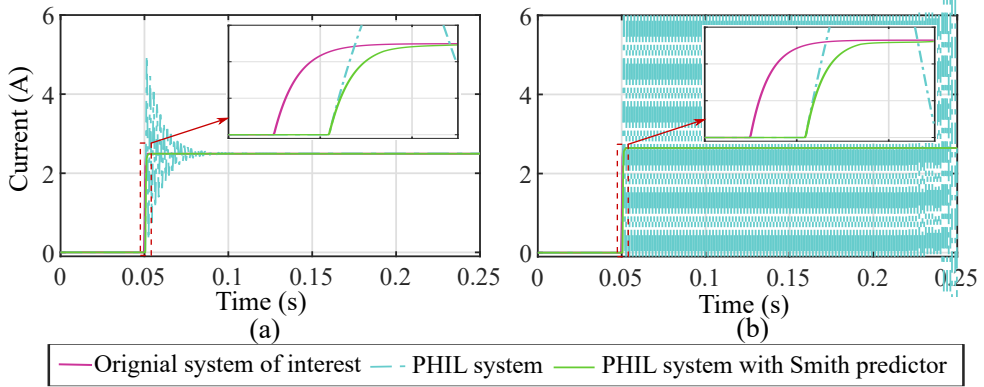 6
4
2
0
Current (A)
0 0.05 0.1 0.15 0.2 0.25
Time (s)
(a)
6
4
2
0
0 0.05 0.1 0.15 0.2 0.25
Time (s)
(b)
Orignial system of interest PHIL system PHIL system with Smith predictor